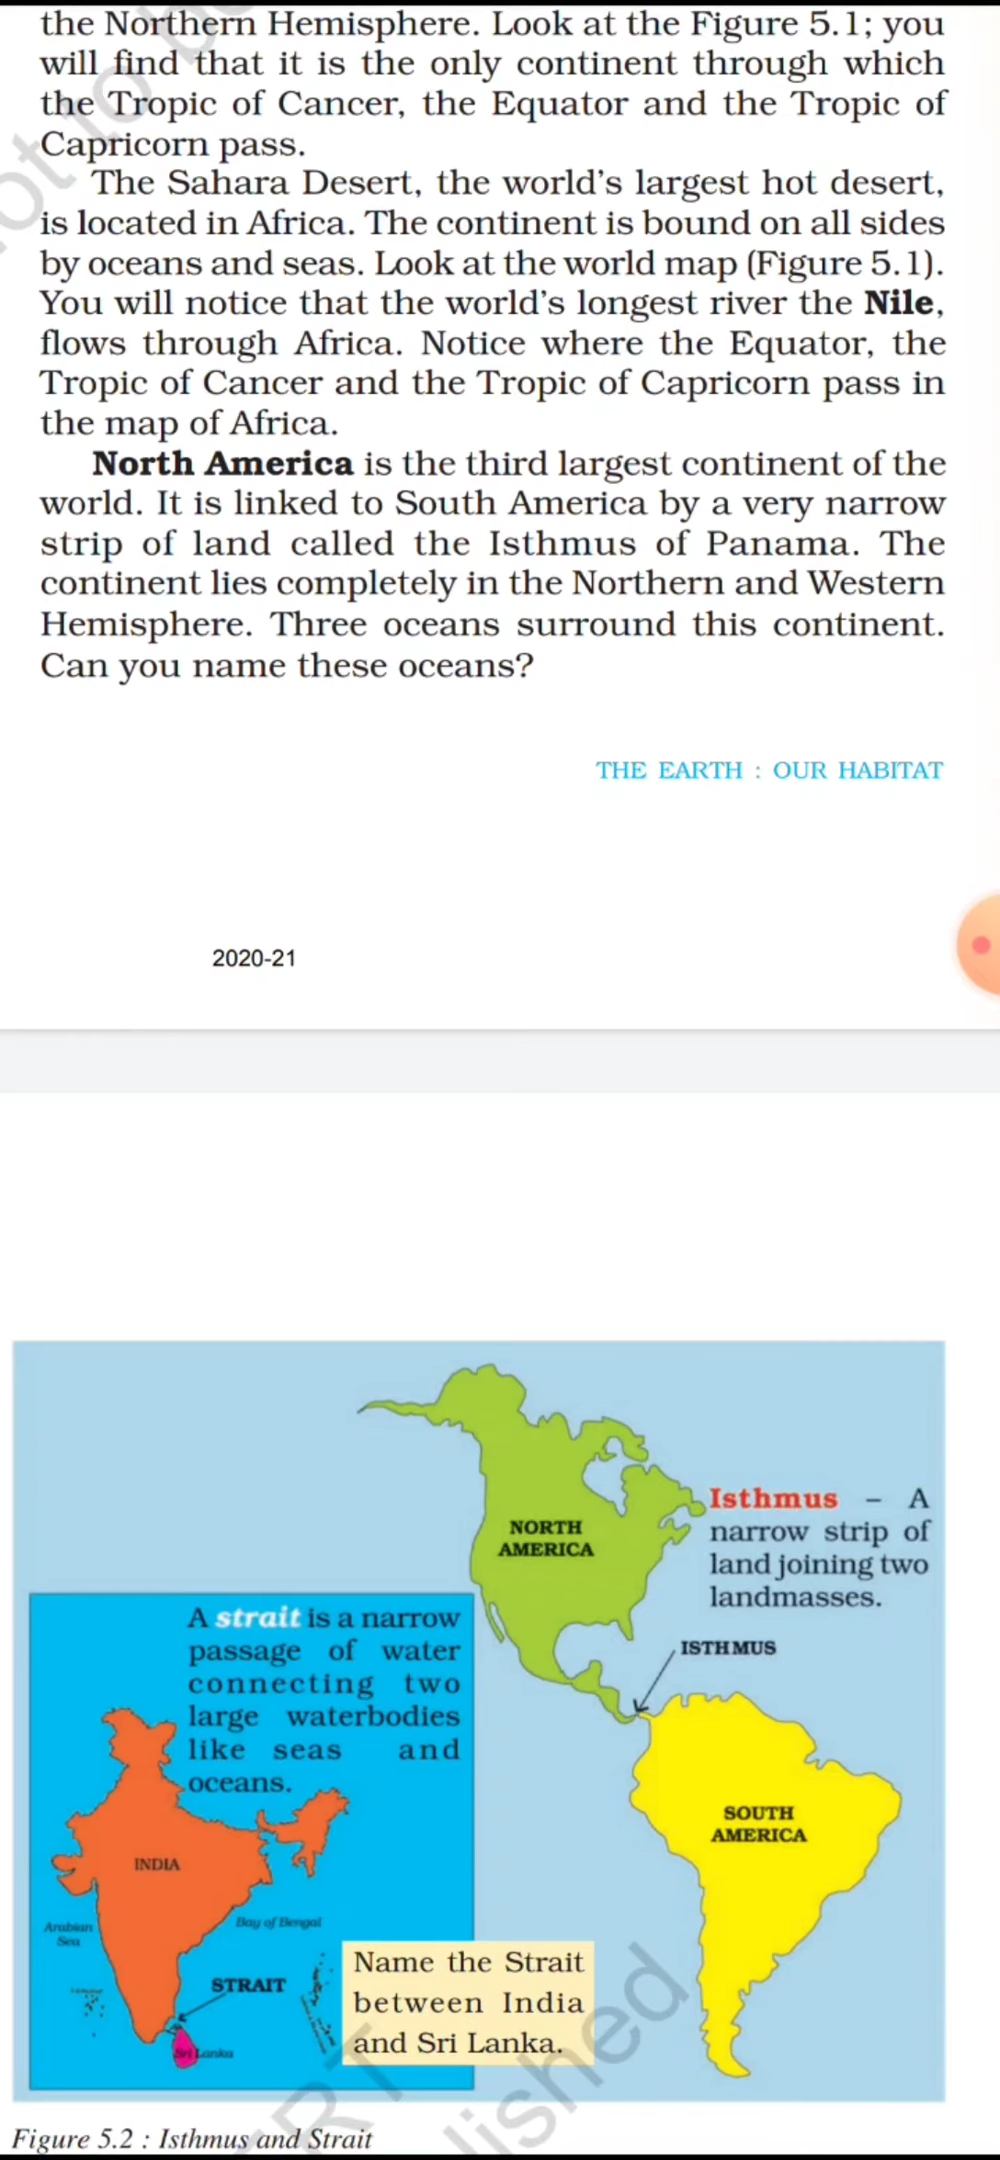 the Northern Hemisphere. Look at the Figure 5.1; you
will find that it is the only continent through which
the Tropic of Cancer, the Equator and the Tropic of
Capricorn pass.
The Sahara Desert, the world's largest hot desert,
is located in Africa. The continent is bound on all sides
by oceans and seas. Look at the world map (Figure 5.1).
You will notice that the world's longest river the Nile,
flows through Africa. Notice where the Equator, the
Tropic of Cancer and the Tropic of Capricorn pass in
the map of Africa.
North America is the third largest continent of the
world. It is linked to South America by a very narrow
strip of land called the Isthmus of Panama. The
continent lies completely in the Northern and Western
Hemisphere. Three oceans surround this continent.
Can you name these oceans?
THE EARTH : OUR HABITAT
2020-21
NORTH
AMERICA
Isthmus – A
narrow strip of
land joining two
landmasses.
ISTHMUS
A strait is a narrow
passage of water
connecting two
large waterbodies
like seas and
oceans.
SOUTH
AMERICA
INDIA
Arabian
Sea
Bay of Bengal
STRAIT
Sri Lanka
Name the Strait
between India
and Sri Lanka.
Figure 5.2 : Isthmus and Strait